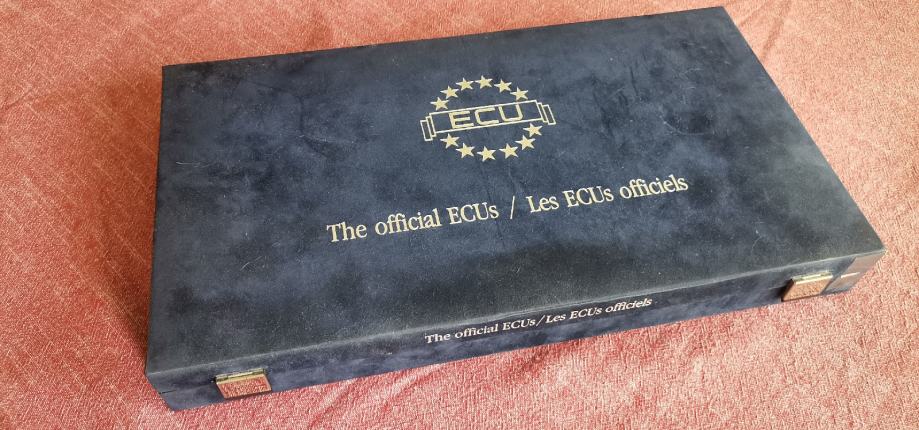 ECU
The official ECUs / Les ECUs officiels
The official ECUs/Les ECUs officiels